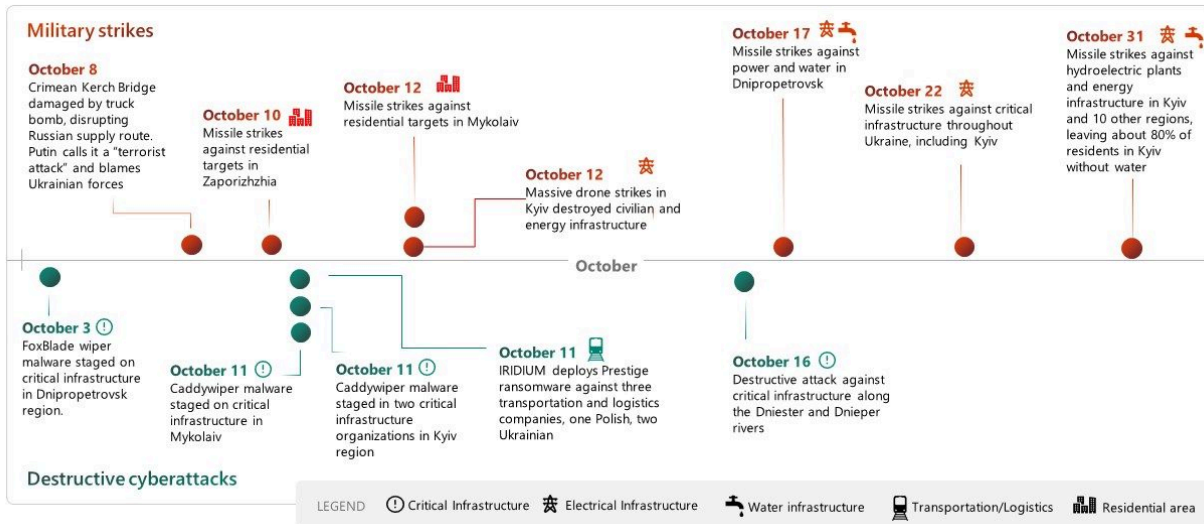 Military strikes
October 8
Crimean Kerch Bridge
damaged by truck
bomb, disrupting
Russian supply route.
Putin calls it a "terrorist
attack" and blames
Ukrainian forces
October 10
Missile strikes
against residential
targets in
Zaporizhzhia
October 12
Missile strikes against
residential targets in Mykolaiv
October 12
Massive drone strikes in
Kyiv destroyed civilian and
energy infrastructure
October 17
Missile strikes against
power and water in
Dnipropetrovsk
October 22
Missile strikes against critical
infrastructure throughout
Ukraine, including Kyiv
October 31
Missile strikes against
hydroelectric plants
and energy
infrastructure in Kyiv
and 10 other regions,
leaving about 80% of
residents in Kyiv
without water
October
October 3
FoxBlade wiper
malware staged on
critical infrastructure
in Dnipropetrovsk
region.
October 11
Caddywiper malware
staged on critical
infrastructure in
Mykolaiv
October 11
Caddywiper malware
staged in two critical
infrastructure
organizations in Kyiv
region
October 11
IRIDIUM deploys Prestige
ransomware against three
transportation and logistics
companies, one Polish, two
Ukrainian
October 16
Destructive attack against
critical infrastructure along
the Dniester and Dnieper
rivers
Destructive cyberattacks
LEGEND Critical Infrastructure Electrical Infrastructure Water infrastructure Transportation/Logistics Residential area